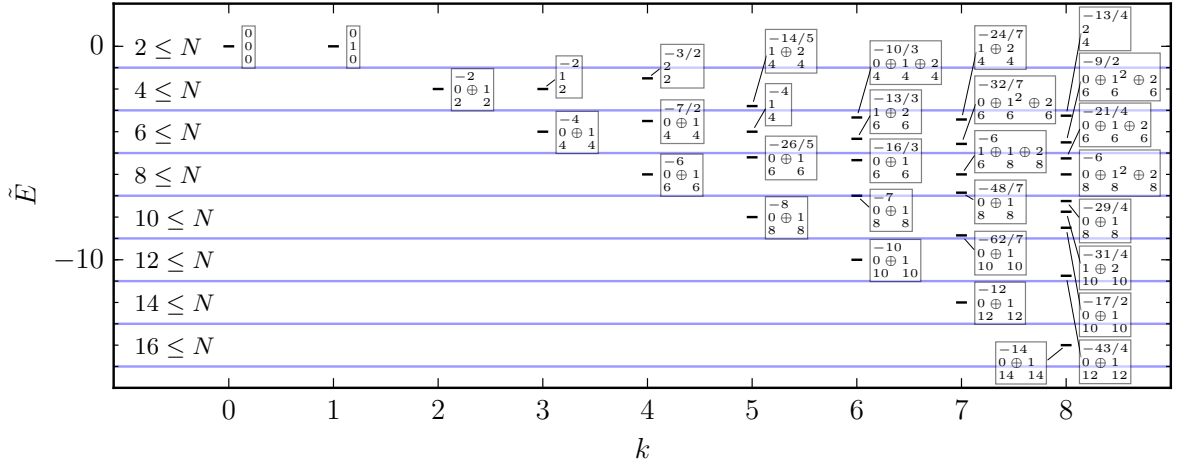 0
−10
Ẽ
2 ≤ N
4 ≤ N
6 ≤ N
8 ≤ N
10 ≤ N
12 ≤ N
14 ≤ N
16 ≤ N
0
0
0
0
1
0
−2
0 ⊕ 1
2 2
−2
1
2
−4
0 ⊕ 1
4 4
−3/2
2
2
−7/2
0 ⊕ 1
4 4
−6
0 ⊕ 1
6 6
−14/5
1 ⊕ 2
4 4
−4
1
4
−26/5
0 ⊕ 1
6 6
−8
0 ⊕ 1
8 8
−10/3
0 ⊕ 1 ⊕ 2
4 4 4
−13/3
1 ⊕ 2
6 6
−16/3
0 ⊕ 1
6 6
−7
0 ⊕ 1
8 8
−10
0 ⊕ 1
10 10
−24/7
1 ⊕ 2
4 4
−32/7
0 ⊕ 1² ⊕ 2
6 6 6
−6
1 ⊕ 1 ⊕ 2
6 8 8
−48/7
0 ⊕ 1
8 8
−62/7
0 ⊕ 1
10 10
−12
0 ⊕ 1
12 12
−14
0 ⊕ 1
14 14
−13/4
2
4
−9/2
0 ⊕ 1² ⊕ 2
6 6 6
−21/4
0 ⊕ 1 ⊕ 2
6 6 6
−6
0 ⊕ 1² ⊕ 2
8 8 8
−29/4
0 ⊕ 1
8 8
−31/4
1 ⊕ 2
10 10
−17/2
0 ⊕ 1
10 10
−43/4
0 ⊕ 1
12 12
0 1 2 3 4 5 6 7 8
k